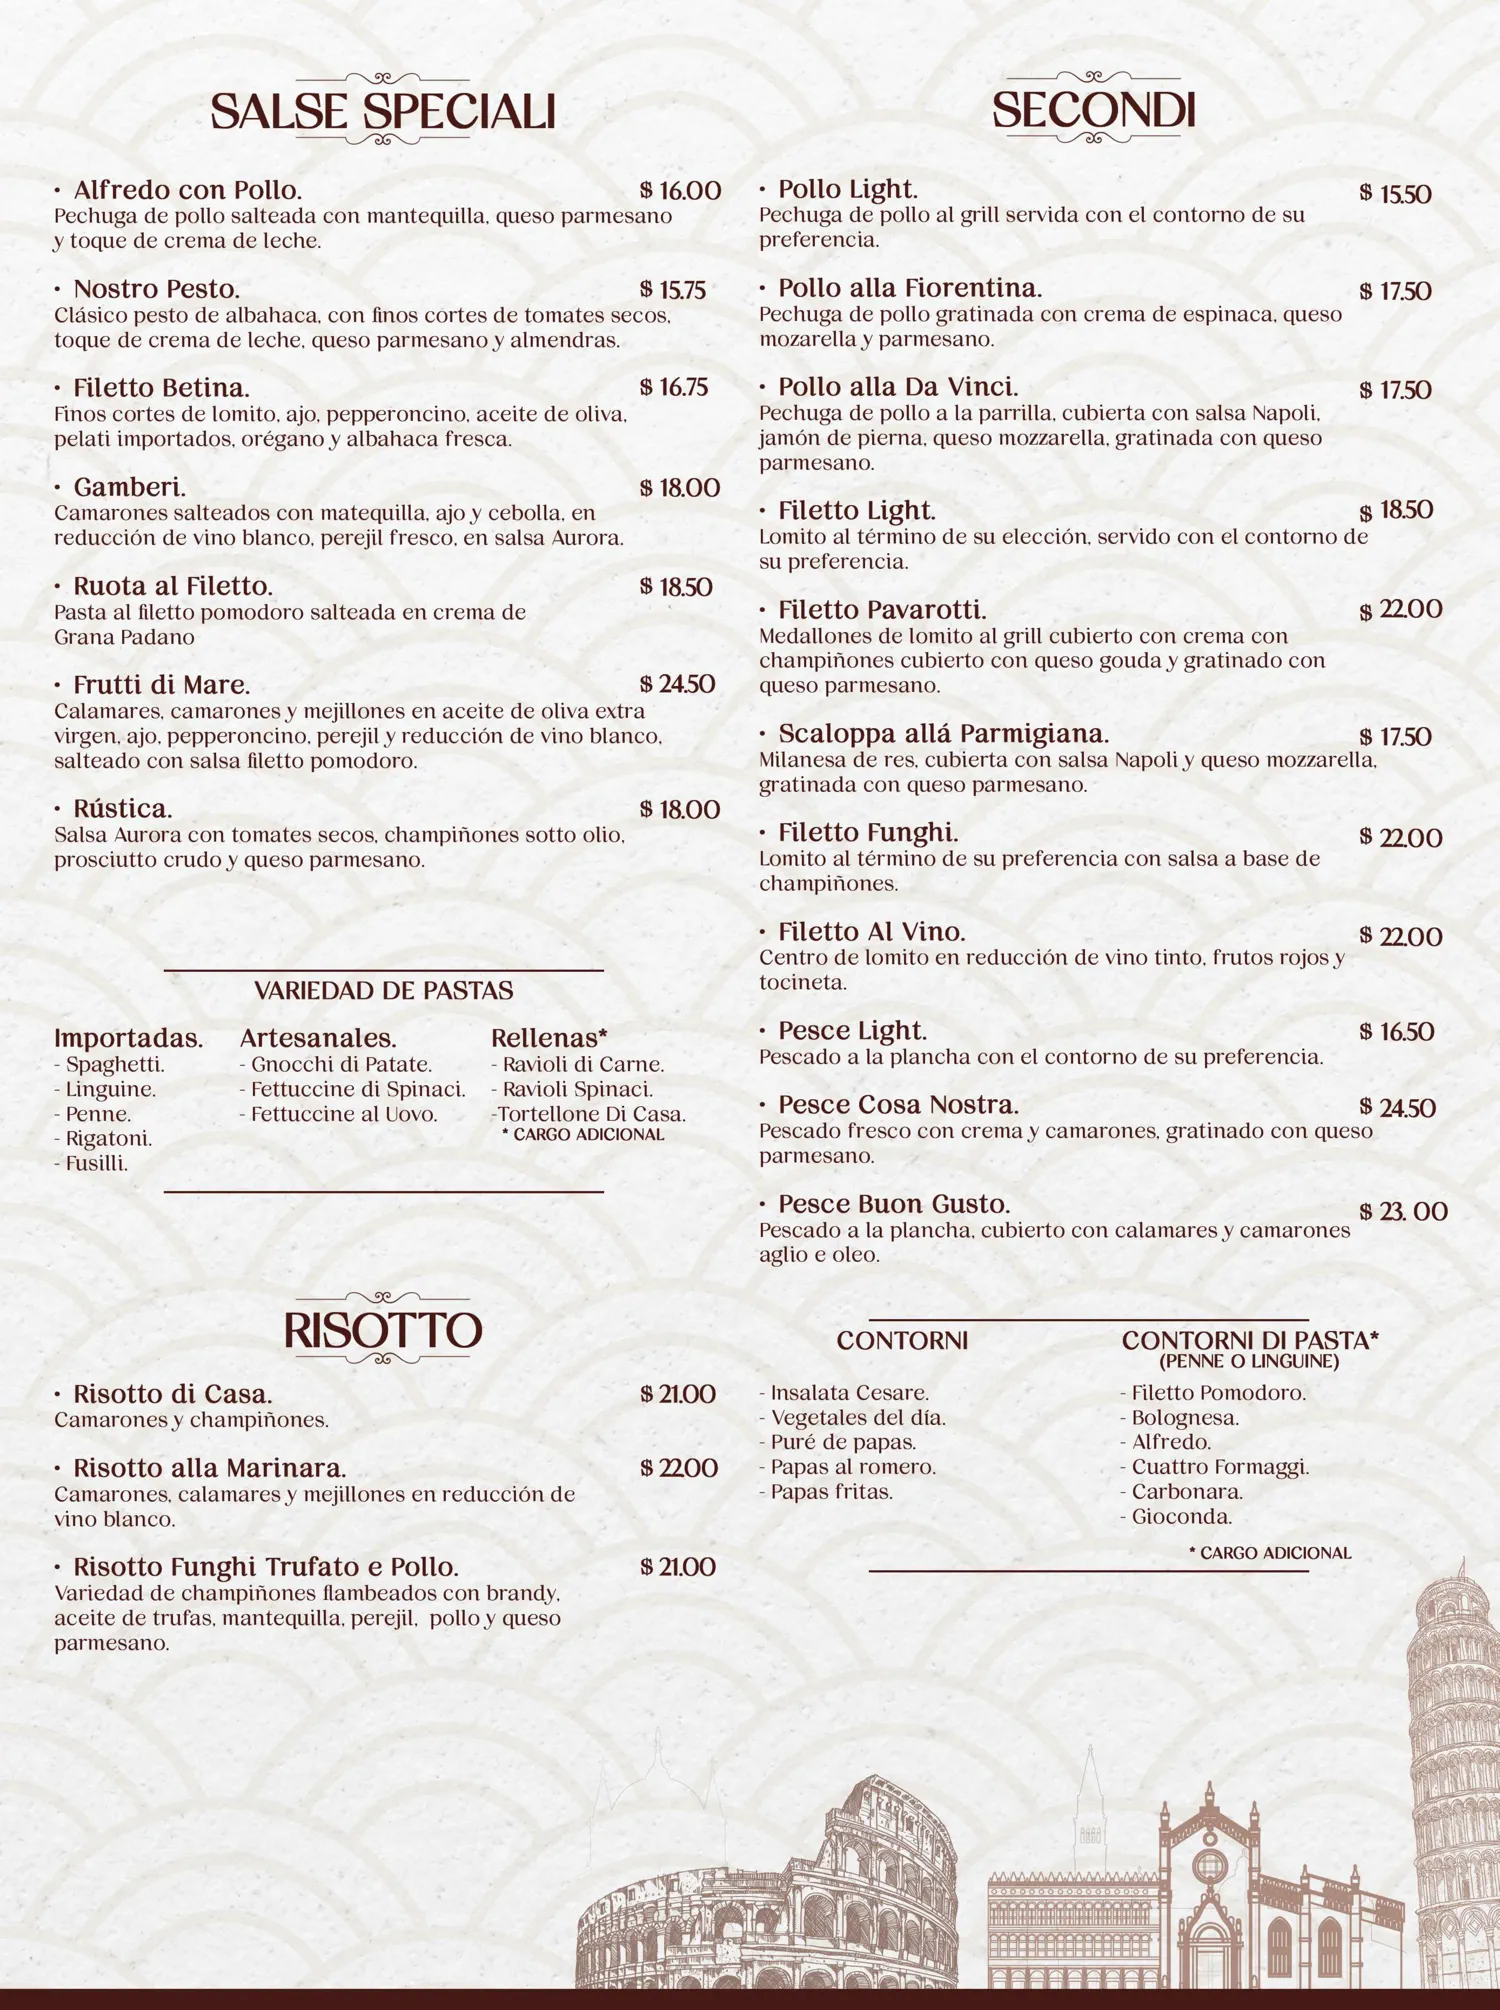 SALSE SPECIALI
• Alfredo con Pollo. $ 16.00
Pechuga de pollo salteada con mantequilla, queso parmesano
y toque de crema de leche.
• Nostro Pesto. $ 15.75
Clásico pesto de albahaca, con finos cortes de tomates secos,
toque de crema de leche, queso parmesano y almendras.
• Filetto Betina. $ 16.75
Finos cortes de lomito, ajo, pepperoncino, aceite de oliva,
pelati importados, orégano y albahaca fresca.
• Gamberi. $ 18.00
Camarones salteados con matequilla, ajo y cebolla, en
reducción de vino blanco, perejil fresco, en salsa Aurora.
• Ruota al Filetto. $ 18.50
Pasta al filetto pomodoro salteada en crema de
Grana Padano
• Frutti di Mare. $ 24.50
Calamares, camarones y mejillones en aceite de oliva extra
virgen, ajo, pepperoncino, perejil y reducción de vino blanco,
salteado con salsa filetto pomodoro.
• Rústica. $ 18.00
Salsa Aurora con tomates secos, champiñones sotto olio,
prosciutto crudo y queso parmesano.
VARIEDAD DE PASTAS
Importadas.
- Spaghetti.
- Linguine.
- Penne.
- Rigatoni.
- Fusilli.
Artesanales.
- Gnocchi di Patate.
- Fettuccine di Spinaci.
- Fettuccine al Uovo.
Rellenas*
- Ravioli di Carne.
- Ravioli Spinaci.
-Tortellone Di Casa.
* CARGO ADICIONAL
RISOTTO
• Risotto di Casa. $ 21.00
Camarones y champiñones.
• Risotto alla Marinara. $ 22.00
Camarones, calamares y mejillones en reducción de
vino blanco.
• Risotto Funghi Trufato e Pollo. $ 21.00
Variedad de champiñones flambeados con brandy,
aceite de trufas, mantequilla, perejil, pollo y queso
parmesano.
SECONDI
• Pollo Light. $ 15.50
Pechuga de pollo al grill servida con el contorno de su
preferencia.
• Pollo alla Fiorentina. $ 17.50
Pechuga de pollo gratinada con crema de espinaca, queso
mozarella y parmesano.
• Pollo alla Da Vinci. $ 17.50
Pechuga de pollo a la parrilla, cubierta con salsa Napoli,
jamón de pierna, queso mozzarella, gratinada con queso
parmesano.
• Filetto Light. $ 18.50
Lomito al término de su elección, servido con el contorno de
su preferencia.
• Filetto Pavarotti. $ 22.00
Medallones de lomito al grill cubierto con crema con
champiñones cubierto con queso gouda y gratinado con
queso parmesano.
• Scaloppa allá Parmigiana. $ 17.50
Milanesa de res, cubierta con salsa Napoli y queso mozzarella,
gratinada con queso parmesano.
• Filetto Funghi. $ 22.00
Lomito al término de su preferencia con salsa a base de
champiñones.
• Filetto Al Vino. $ 22.00
Centro de lomito en reducción de vino tinto, frutos rojos y
tocineta.
• Pesce Light. $ 16.50
Pescado a la plancha con el contorno de su preferencia.
• Pesce Cosa Nostra. $ 24.50
Pescado fresco con crema y camarones, gratinado con queso
parmesano.
• Pesce Buon Gusto. $ 23. 00
Pescado a la plancha, cubierto con calamares y camarones
aglio e oleo.
CONTORNI
- Insalata Cesare.
- Vegetales del día.
- Puré de papas.
- Papas al romero.
- Papas fritas.
CONTORNI DI PASTA*
(PENNE O LINGUINE)
- Filetto Pomodoro.
- Bolognesa.
- Alfredo.
- Cuattro Formaggi.
- Carbonara.
- Gioconda.
* CARGO ADICIONAL